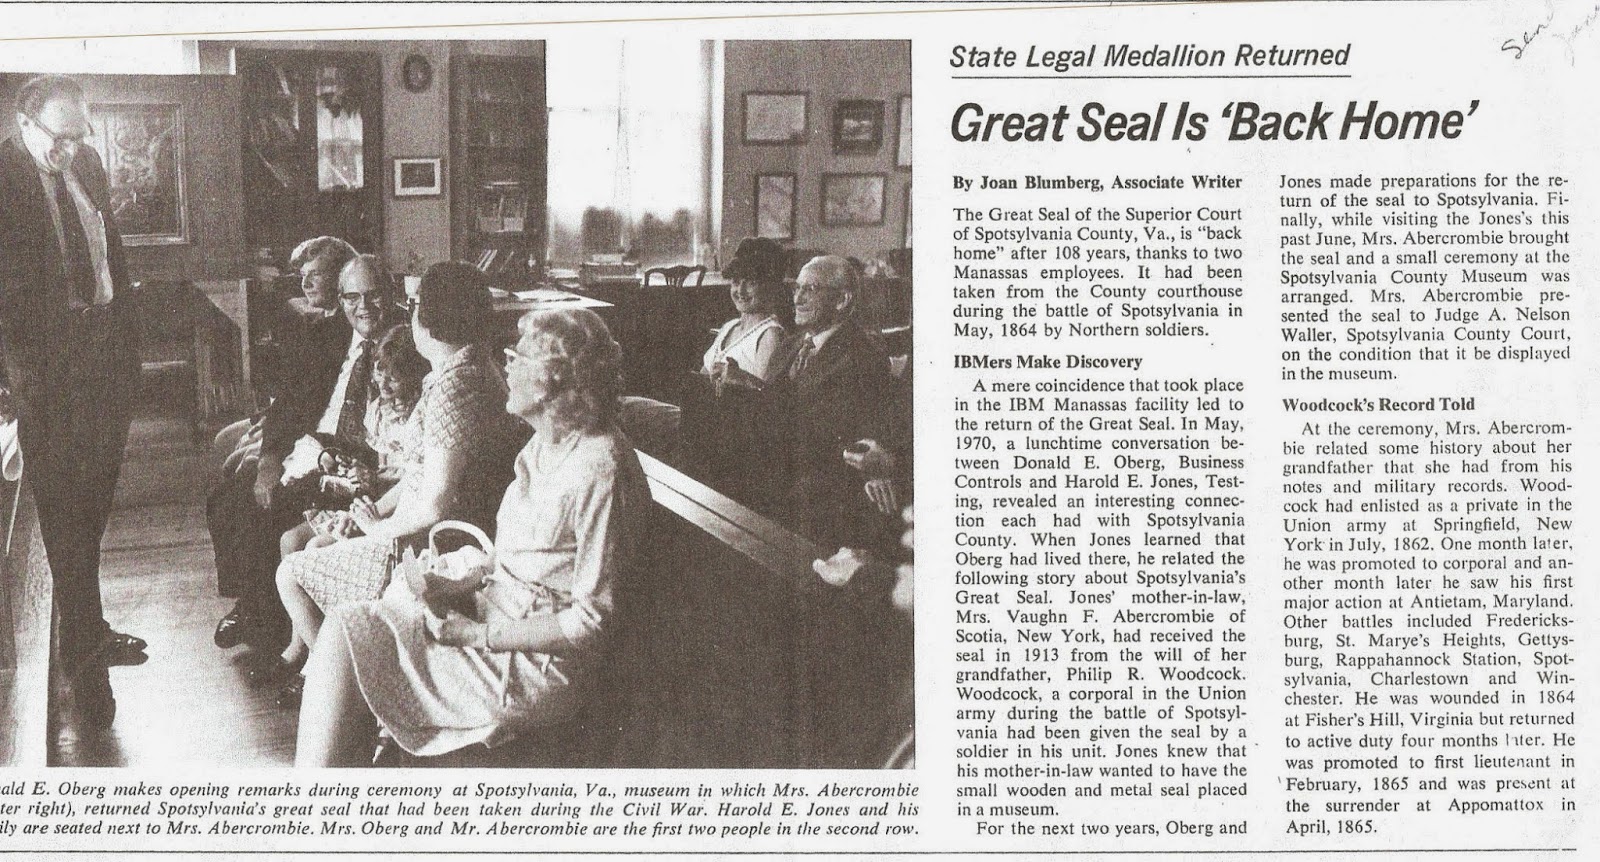 State Legal Medallion Returned
Great Seal Is ‘Back Home’
By Joan Blumberg, Associate Writer
The Great Seal of the Superior Court
of Spotsylvania County, Va., is “back
home” after 108 years, thanks to two
Manassas employees. It had been
taken from the County courthouse
during the battle of Spotsylvania in
May, 1864 by Northern soldiers.
IBMers Make Discovery
A mere coincidence that took place
in the IBM Manassas facility led to
the return of the Great Seal. In May,
1970, a lunchtime conversation be-
tween Donald E. Oberg, Business
Controls and Harold E. Jones, Test-
ing, revealed an interesting connec-
tion each had with Spotsylvania
County. When Jones learned that
Oberg had lived there, he related the
following story about Spotsylvania’s
Great Seal. Jones’ mother-in-law,
Mrs. Vaughn F. Abercrombie of
Scotia, New York, had received the
seal in 1913 from the will of her
grandfather, Philip R. Woodcock.
Woodcock, a corporal in the Union
army during the battle of Spotsyl-
vania had been given the seal by a
soldier in his unit. Jones knew that
his mother-in-law wanted to have the
small wooden and metal seal placed
in a museum.
For the next two years, Oberg and
Jones made preparations for the re-
turn of the seal to Spotsylvania. Fi-
nally, while visiting the Jones’s this
past June, Mrs. Abercrombie brought
the seal and a small ceremony at the
Spotsylvania County Museum was
arranged. Mrs. Abercrombie pre-
sented the seal to Judge A. Nelson
Waller, Spotsylvania County Court,
on the condition that it be displayed
in the museum.
Woodcock’s Record Told
At the ceremony, Mrs. Abercrom-
bie related some history about her
grandfather that she had from his
notes and military records. Wood-
cock had enlisted as a private in the
Union army at Springfield, New
York in July, 1862. One month later,
he was promoted to corporal and an-
other month later he saw his first
major action at Antietam, Maryland.
Other battles included Fredericks-
burg, St. Marye’s Heights, Gettys-
burg, Rappahannock Station, Spot-
sylvania, Charlestown and Win-
chester. He was wounded in 1864
at Fisher’s Hill, Virginia but returned
to active duty four months later. He
was promoted to first lieutenant in
February, 1865 and was present at
the surrender at Appomattox in
April, 1865.
ald E. Oberg makes opening remarks during ceremony at Spotsylvania, Va., museum in which Mrs. Abercrombie
ter right), returned Spotsylvania’s great seal that had been taken during the Civil War. Harold E. Jones and his
ily are seated next to Mrs. Abercrombie. Mrs. Oberg and Mr. Abercrombie are the first two people in the second row.